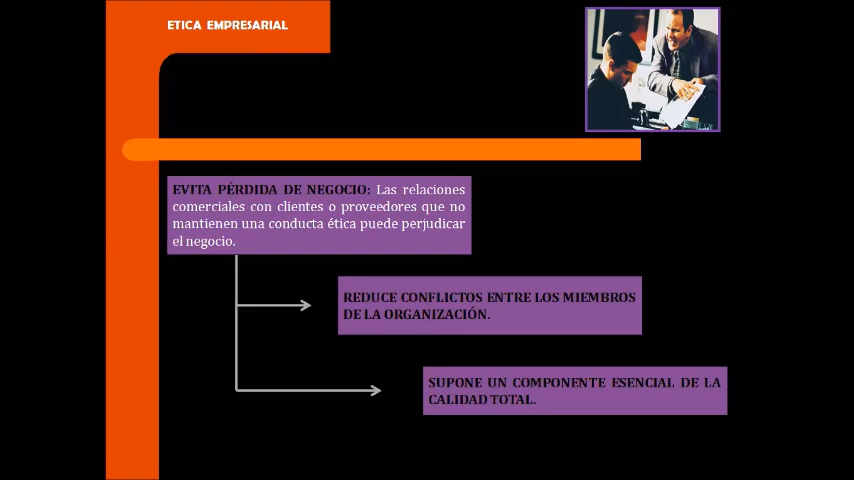 ETICA EMPRESARIAL
EVITA PÉRDIDA DE NEGOCIO: Las relaciones
comerciales con clientes o proveedores que no
mantienen una conducta ética puede perjudicar
el negocio.
REDUCE CONFLICTOS ENTRE LOS MIEMBROS
DE LA ORGANIZACIÓN.
SUPONE UN COMPONENTE ESENCIAL DE LA
CALIDAD TOTAL.